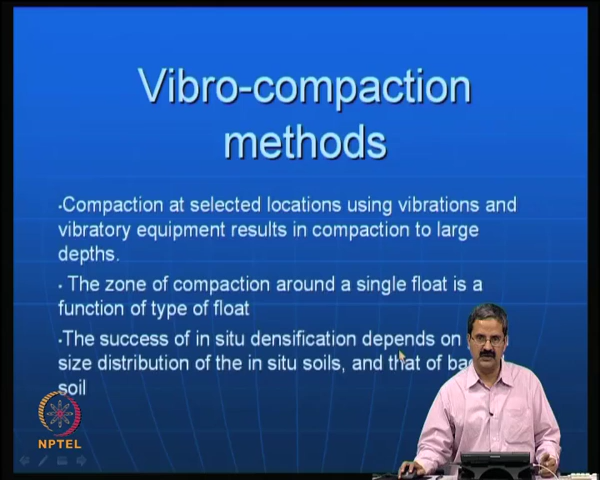 Vibro-compaction
methods
•Compaction at selected locations using vibrations and
vibratory equipment results in compaction to large
depths.
• The zone of compaction around a single float is a
function of type of float
•The success of in situ densification depends on
size distribution of the in situ soils, and that of
soil
NPTEL